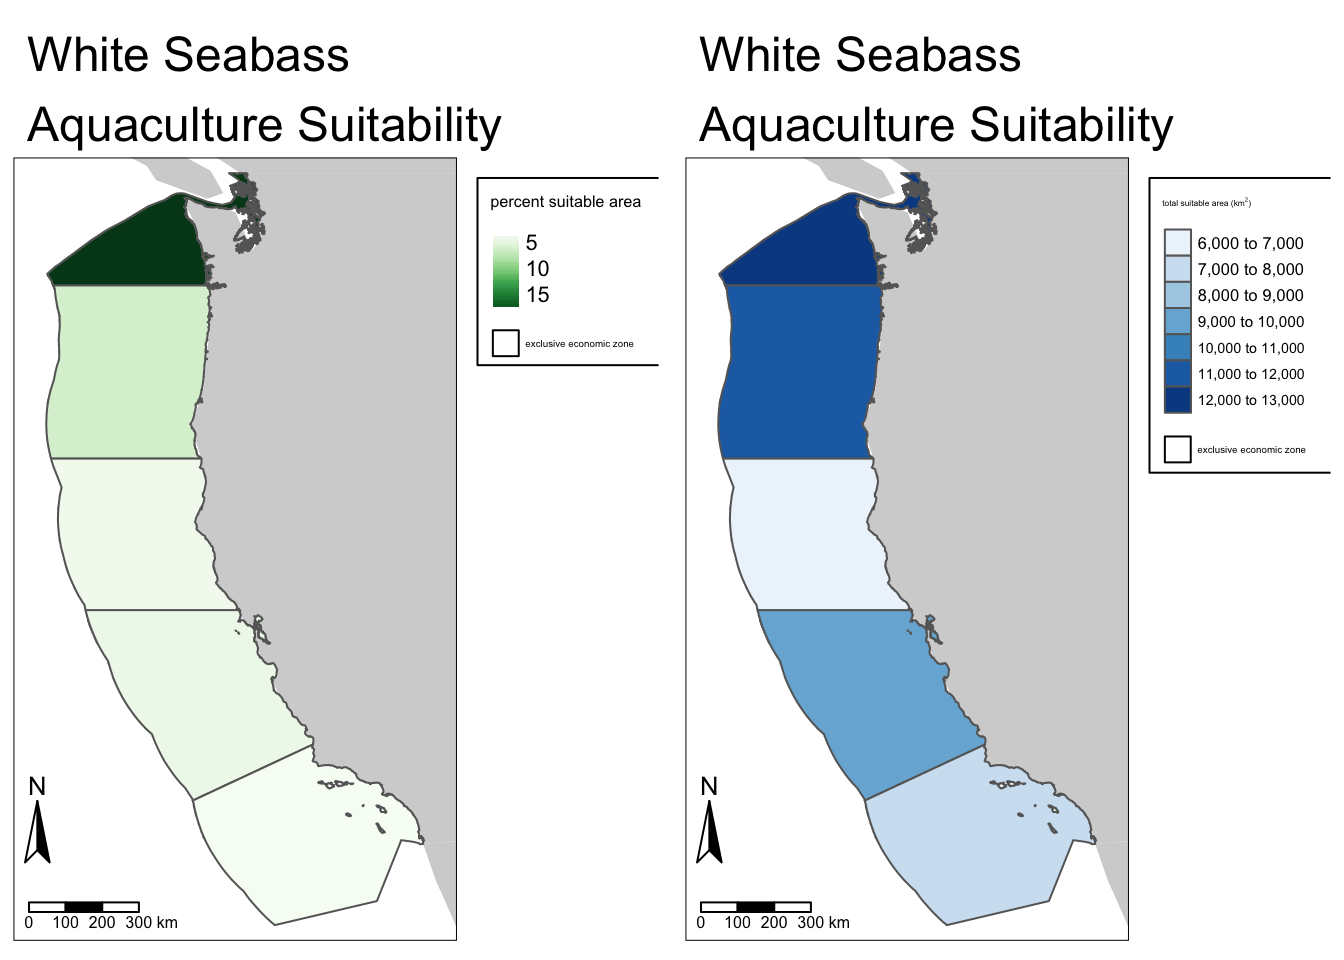 White Seabass
Aquaculture Suitability
percent suitable area
5
10
15
exclusive economic zone
N
0 100 200 300 km
White Seabass
Aquaculture Suitability
total suitable area (km²)
6,000 to 7,000
7,000 to 8,000
8,000 to 9,000
9,000 to 10,000
10,000 to 11,000
11,000 to 12,000
12,000 to 13,000
exclusive economic zone
N
0 100 200 300 km